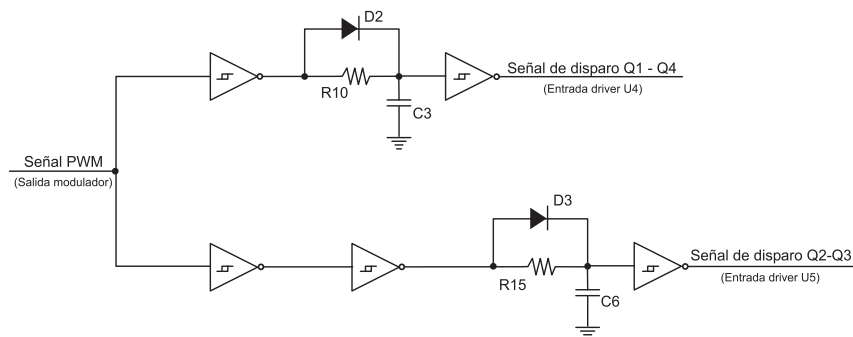 D2
R10
C3
Señal de disparo Q1 - Q4
(Entrada driver U4)
Señal PWM
(Salida modulador)
D3
R15
C6
Señal de disparo Q2-Q3
(Entrada driver U5)